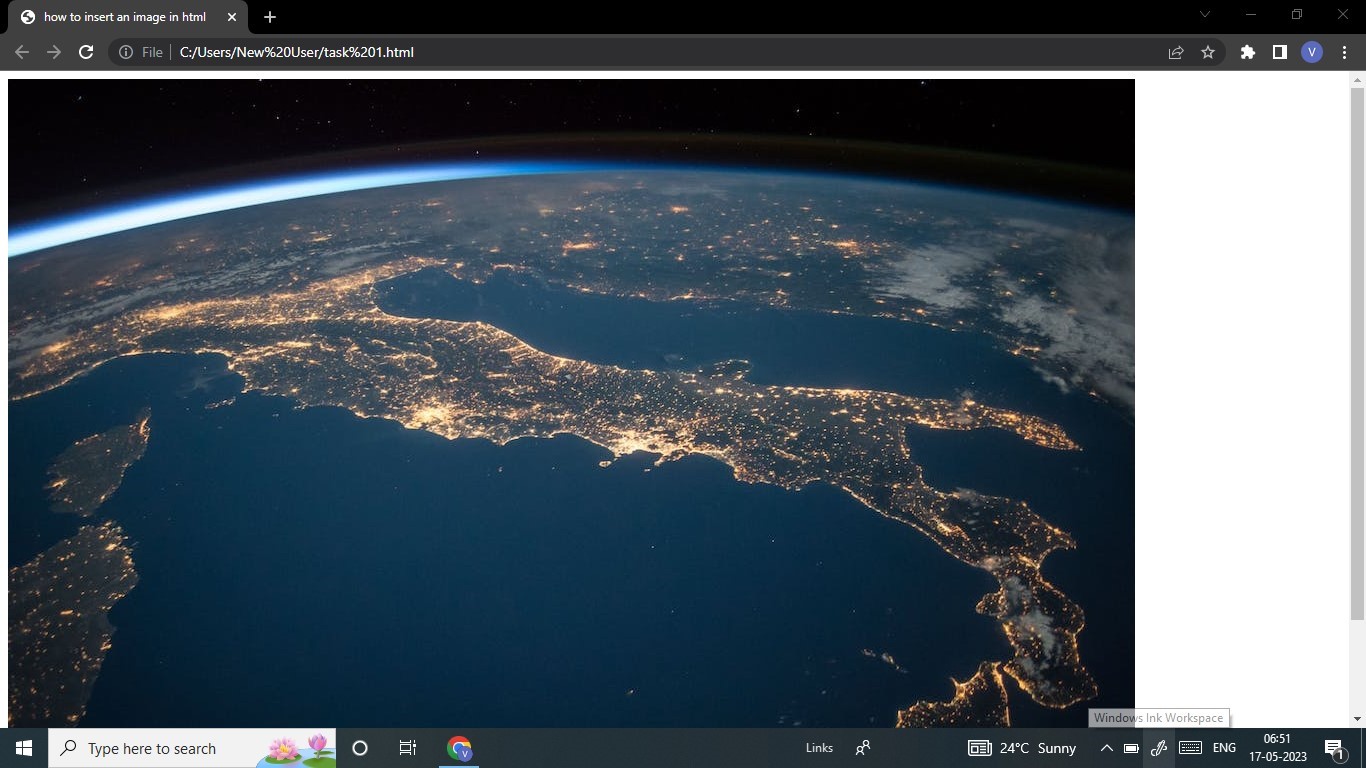 how to insert an image in html
File
C:/Users/New%20User/task%201.html
V
Windows Ink Workspace
Type here to search
V
Links
24°C Sunny
ENG
06:51
17-05-2023
1